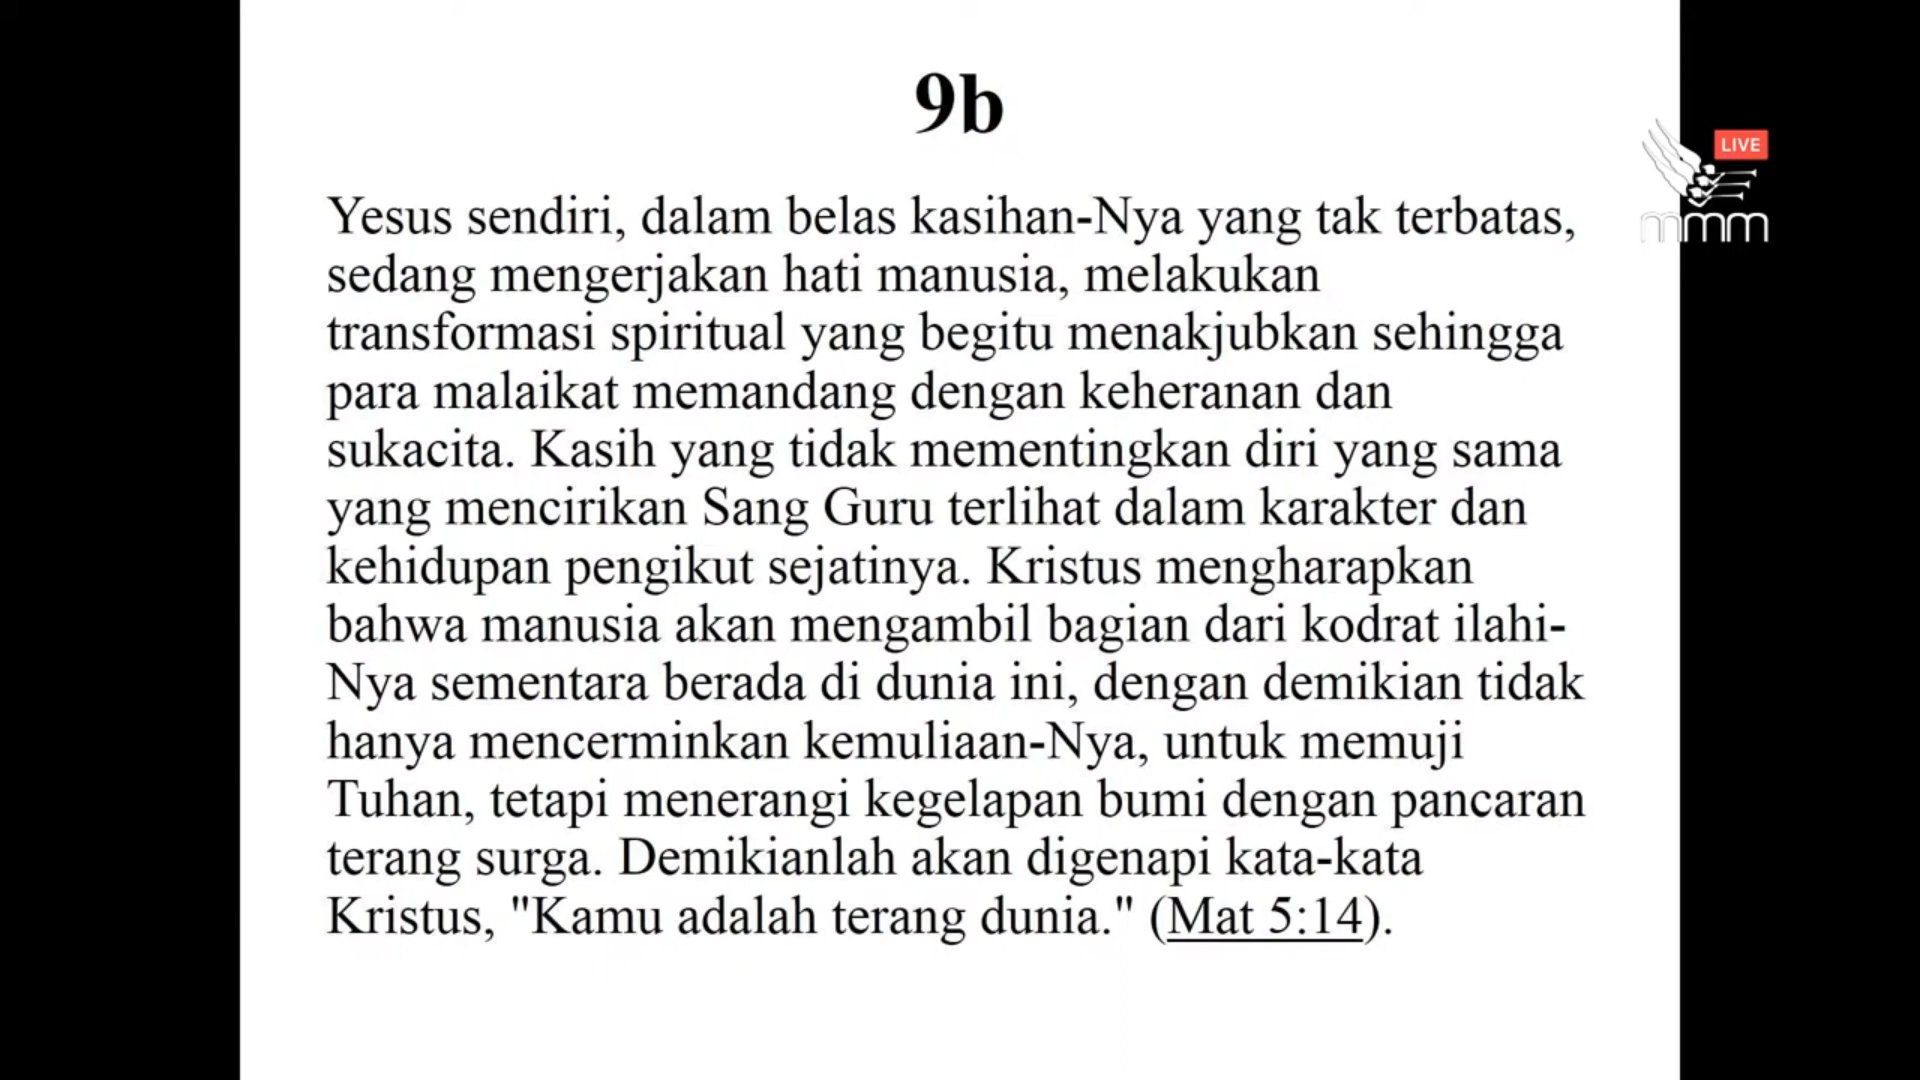 9b
LIVE
mmm
Yesus sendiri, dalam belas kasihan-Nya yang tak terbatas,
sedang mengerjakan hati manusia, melakukan
transformasi spiritual yang begitu menakjubkan sehingga
para malaikat memandang dengan keheranan dan
sukacita. Kasih yang tidak mementingkan diri yang sama
yang mencirikan Sang Guru terlihat dalam karakter dan
kehidupan pengikut sejatinya. Kristus mengharapkan
bahwa manusia akan mengambil bagian dari kodrat ilahi-
Nya sementara berada di dunia ini, dengan demikian tidak
hanya mencerminkan kemuliaan-Nya, untuk memuji
Tuhan, tetapi menerangi kegelapan bumi dengan pancaran
terang surga. Demikianlah akan digenapi kata-kata
Kristus, "Kamu adalah terang dunia." (Mat 5:14).